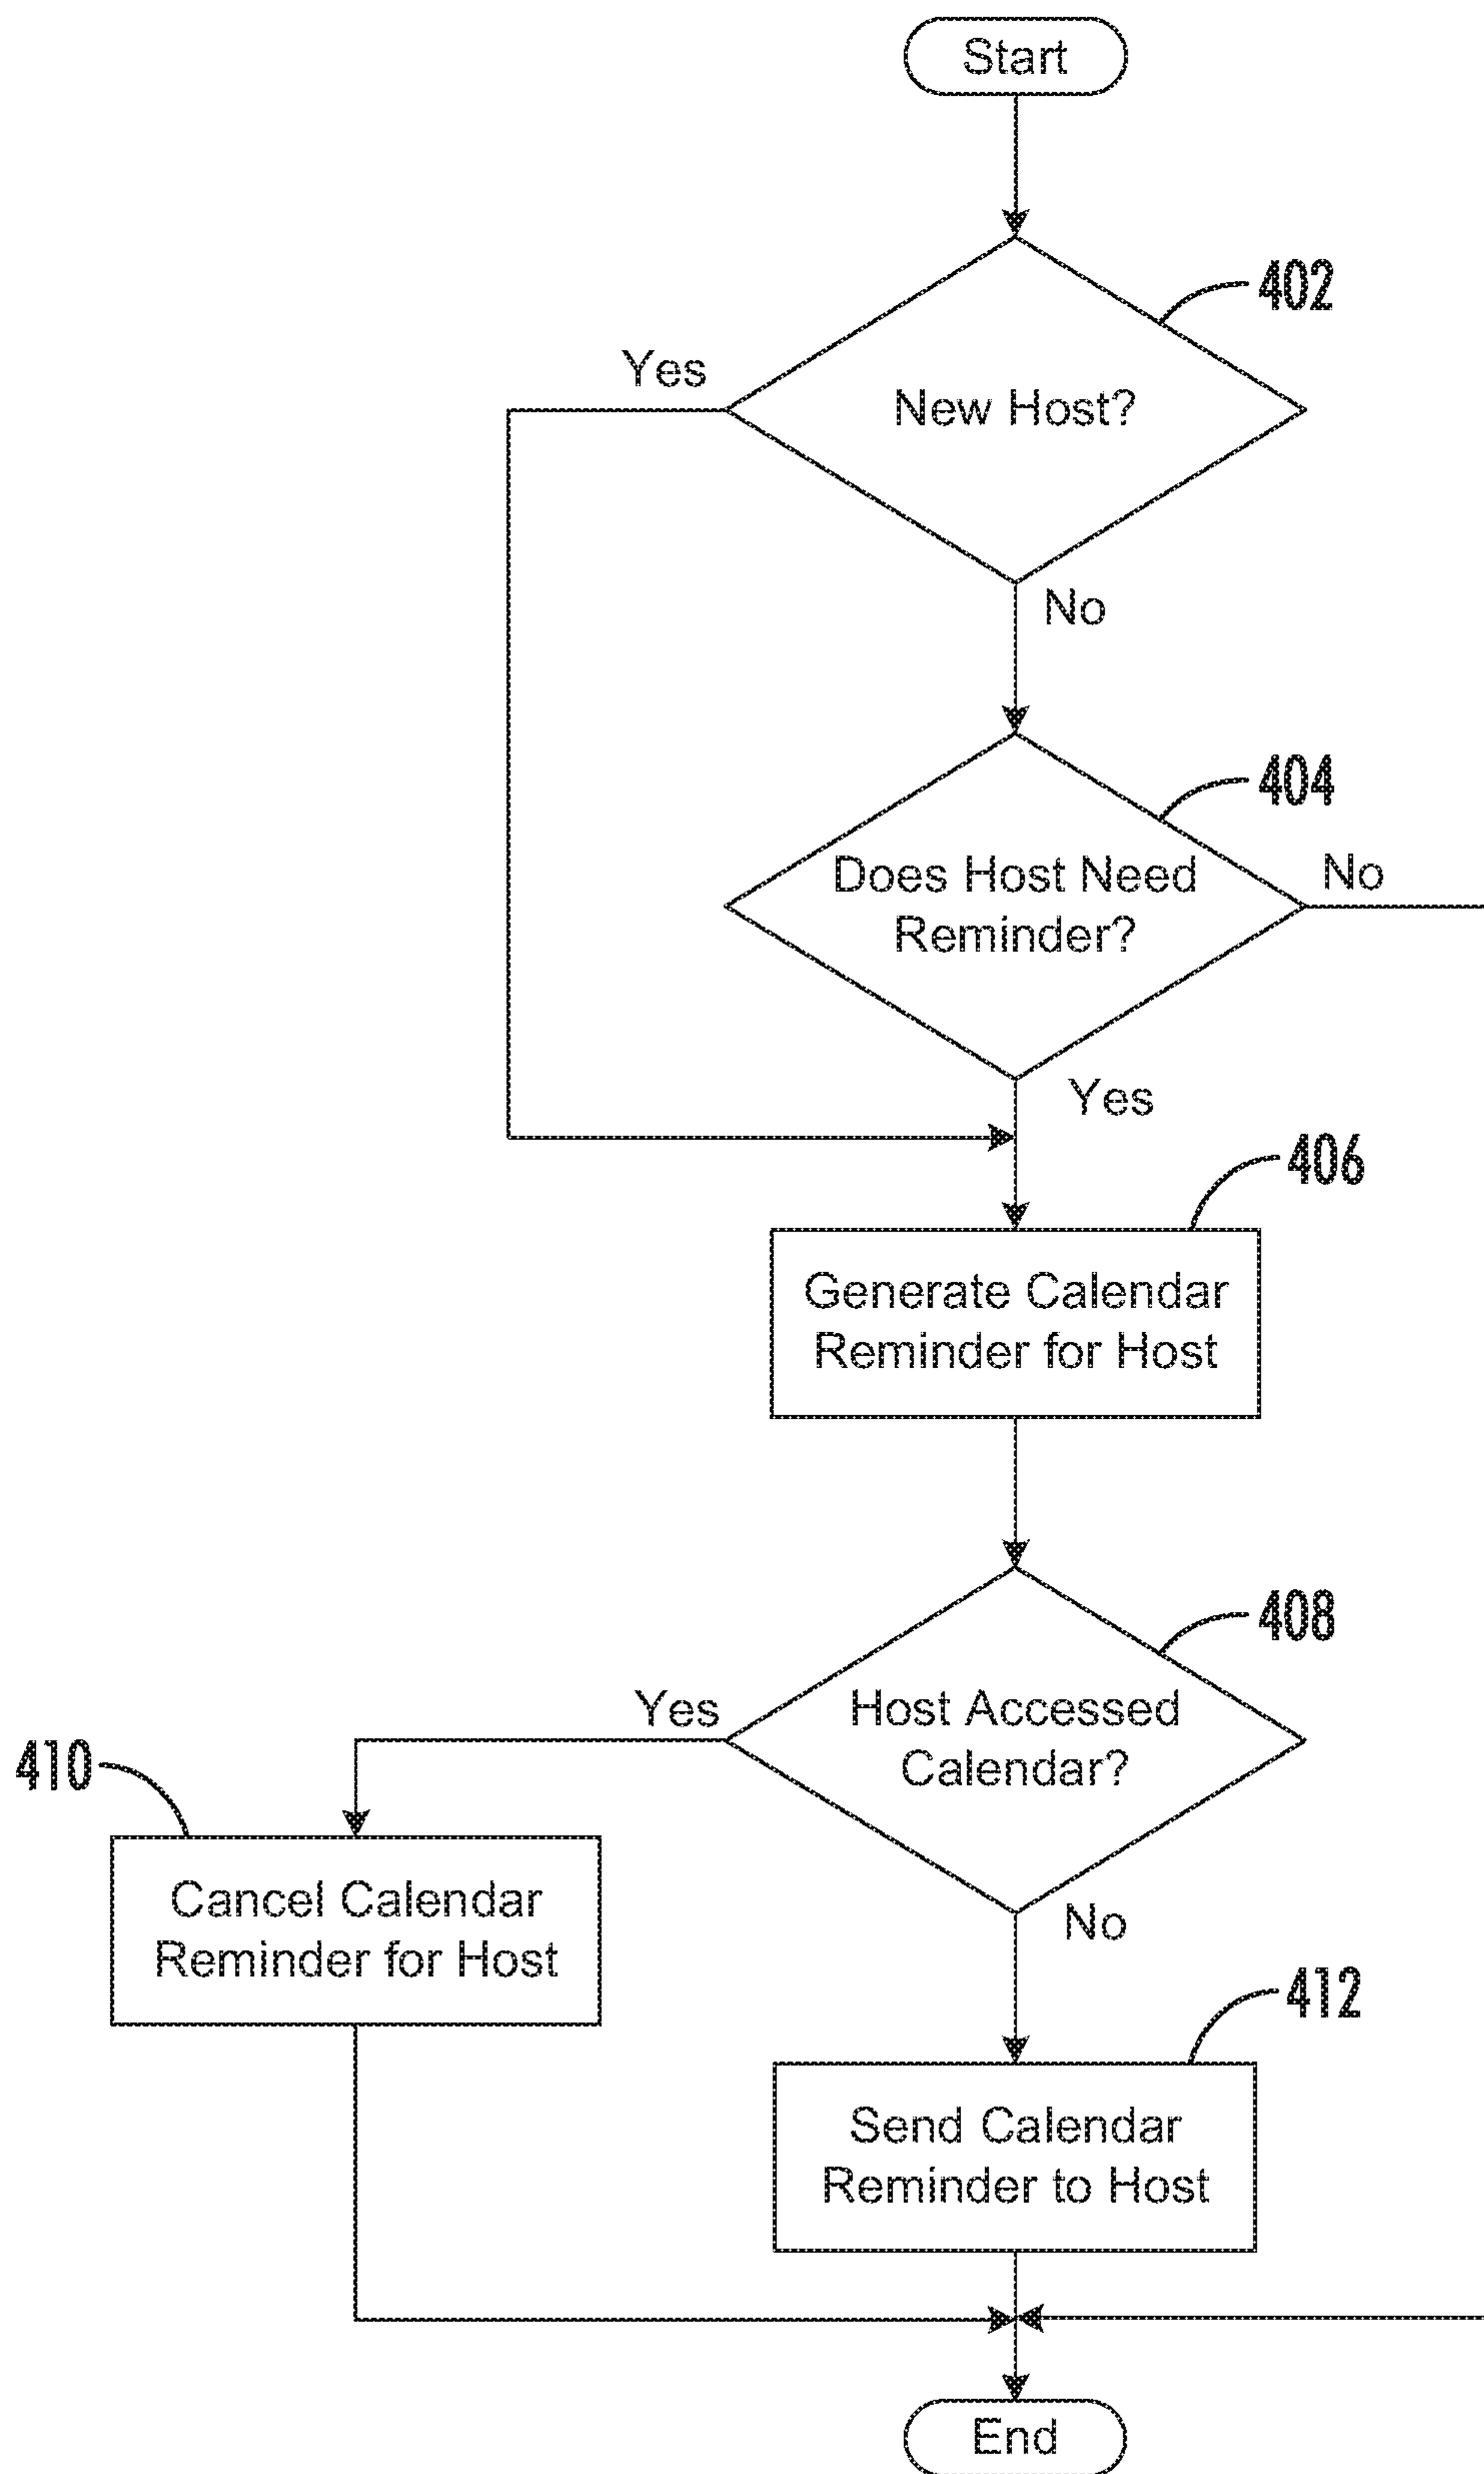 Start
402
Yes
New Host?
No
404
Does Host Need
Reminder?
No
Yes
406
Generate Calendar
Reminder for Host
408
Yes
Host Accessed
Calendar?
410
Cancel Calendar
Reminder for Host
No
412
Send Calendar
Reminder to Host
End